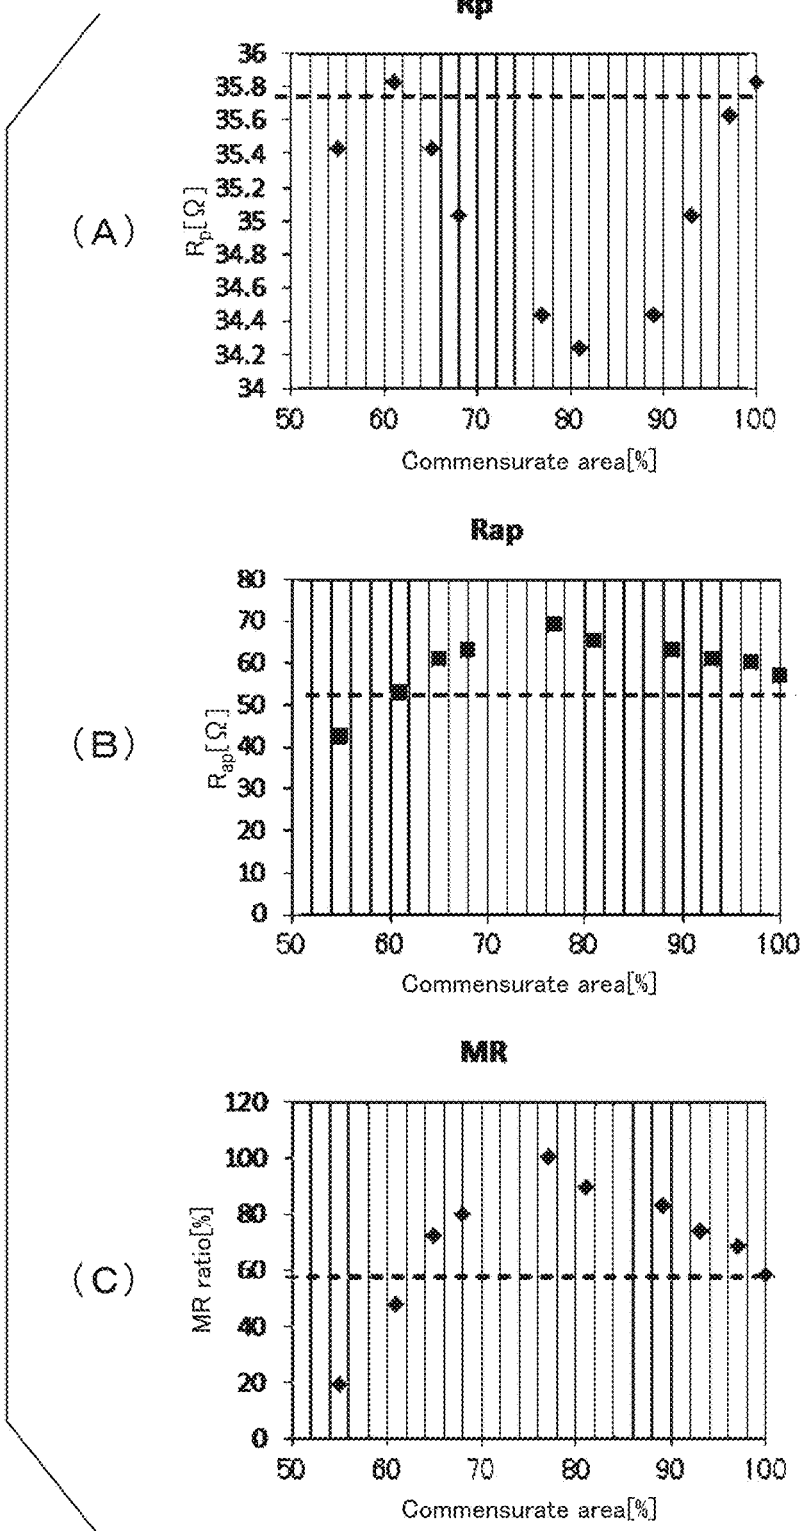 Rp
36
35.8
35.6
35.4
35.2
35
34.8
34.6
34.4
34.2
34
Rp[Ω]
(A)
50 60 70 80 90 100
Commensurate area[%]
Rap
80
70
60
50
40
30
20
10
0
Rap[Ω]
(B)
50 60 70 80 90 100
Commensurate area[%]
MR
120
100
80
60
40
20
0
MR ratio[%]
(C)
50 60 70 80 90 100
Commensurate area[%]